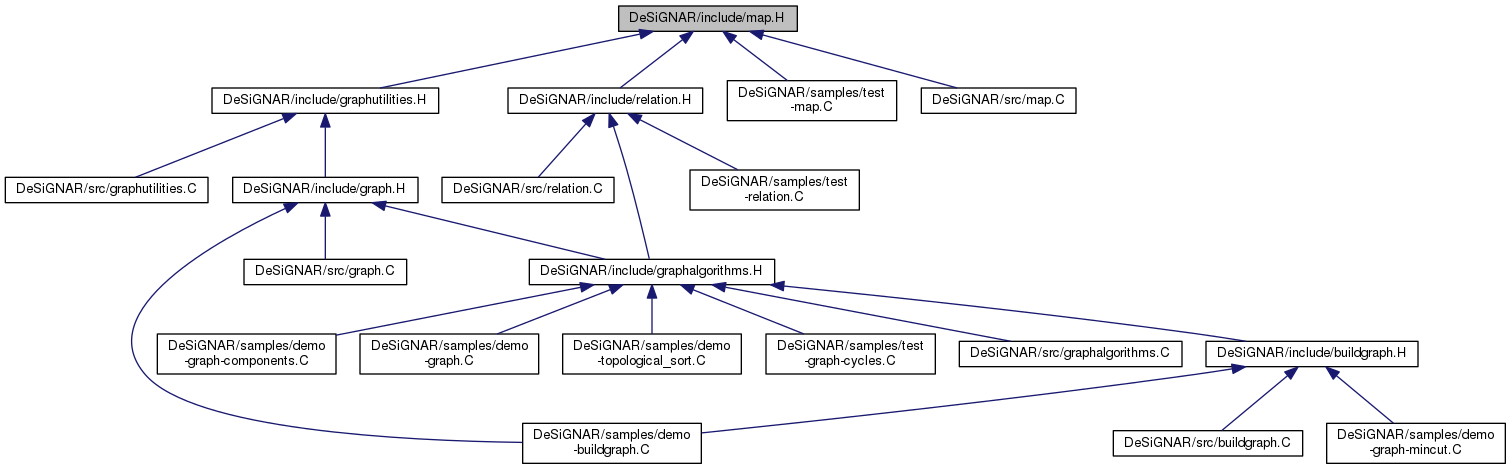 DeSiGNAR/include/map.H
DeSiGNAR/include/graphutilities.H
DeSiGNAR/include/relation.H
DeSiGNAR/samples/test
-map.C
DeSiGNAR/src/map.C
DeSiGNAR/src/graphutilities.C
DeSiGNAR/include/graph.H
DeSiGNAR/src/relation.C
DeSiGNAR/samples/test
-relation.C
DeSiGNAR/src/graph.C
DeSiGNAR/include/graphalgorithms.H
DeSiGNAR/samples/demo
-graph-components.C
DeSiGNAR/samples/demo
-graph.C
DeSiGNAR/samples/demo
-topological_sort.C
DeSiGNAR/samples/test
-graph-cycles.C
DeSiGNAR/src/graphalgorithms.C
DeSiGNAR/include/buildgraph.H
DeSiGNAR/samples/demo
-buildgraph.C
DeSiGNAR/src/buildgraph.C
DeSiGNAR/samples/demo
-graph-mincut.C